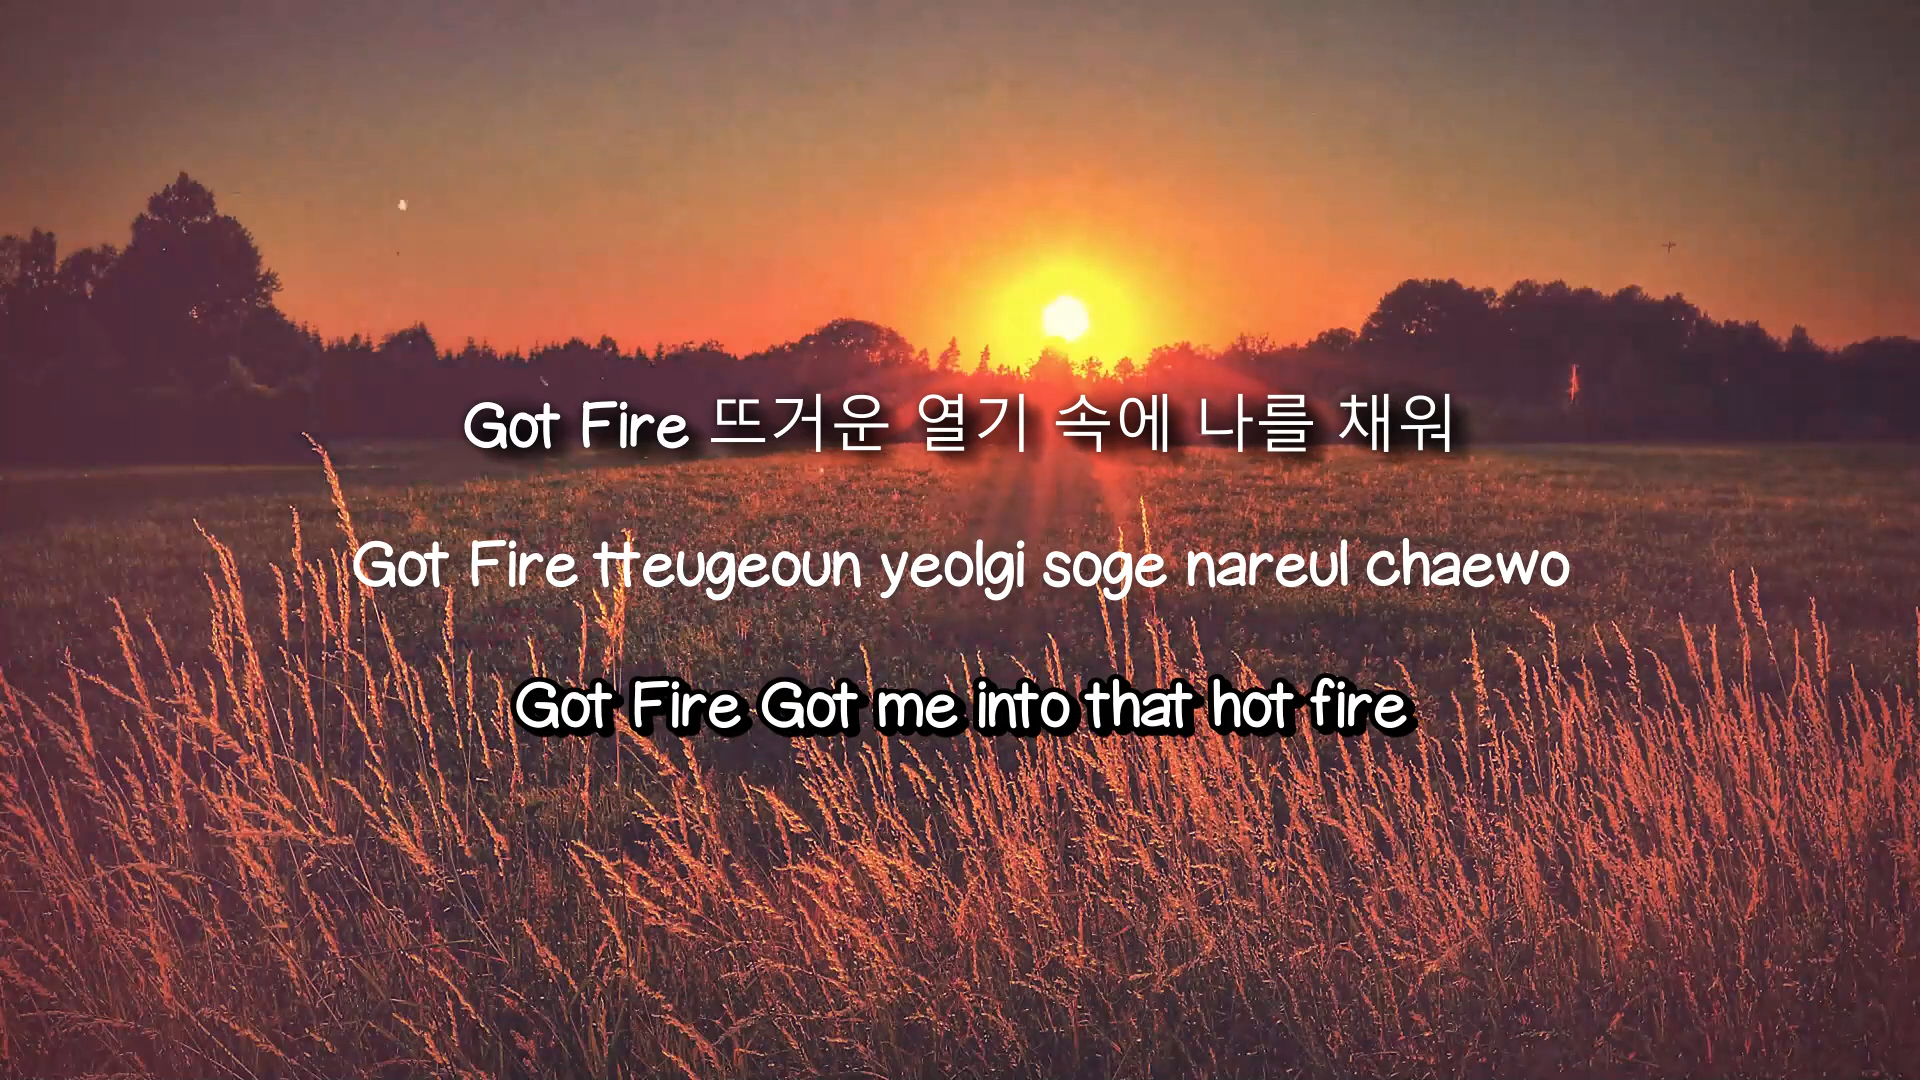 Got Fire 뜨거운 열기 속에 나를 채워
Got Fire tteugeoun yeolgi soge nareul chaewo
Got Fire Got me into that hot fire